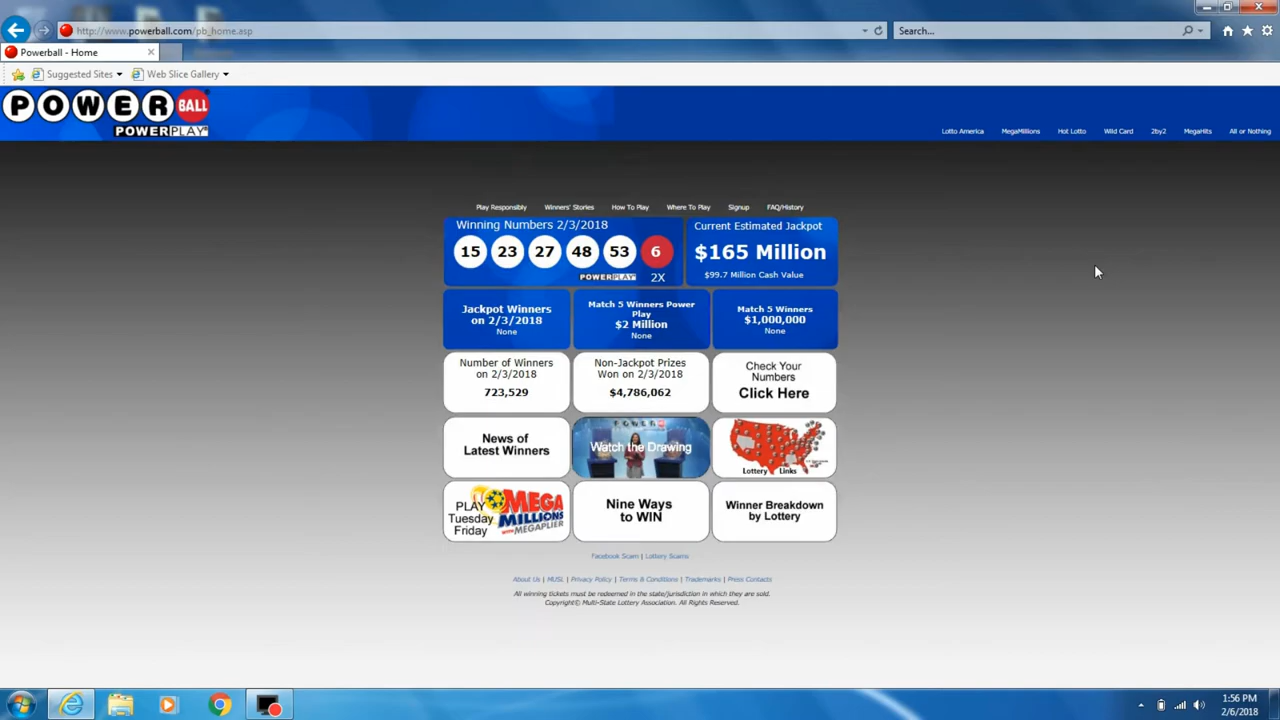 http://www.powerball.com/pb_home.asp
Search...
Powerball - Home
Suggested Sites
Web Slice Gallery
POWER BALL
POWERPLAY
Lotto America MegaMillions Hot Lotto Wild Card 2by2 MegaHits All or Nothing
Play Responsibly Winners' Stories How To Play Where To Play Signup FAQ/History
Winning Numbers 2/3/2018
15 23 27 48 53 6
POWERPLAY 2X
Current Estimated Jackpot
$165 Million
$99.7 Million Cash Value
Jackpot Winners
on 2/3/2018
None
Match 5 Winners Power
Play
$2 Million
None
Match 5 Winners
$1,000,000
None
Number of Winners
on 2/3/2018
723,529
Non-Jackpot Prizes
Won on 2/3/2018
$4,786,062
Check Your
Numbers
Click Here
News of
Latest Winners
POWER
Watch the Drawing
Lottery Links
PLAY
Tuesday
Friday
MEGA
MILLIONS
WITH MEGAPLIER
Nine Ways
to WIN
Winner Breakdown
by Lottery
Facebook Scam | Lottery Scams
About Us | MUSL | Privacy Policy | Terms & Conditions | Trademarks | Press Contacts
All winning tickets must be redeemed in the state/jurisdiction in which they are sold.
Copyright© Multi-State Lottery Association. All Rights Reserved.
1:56 PM
2/6/2018